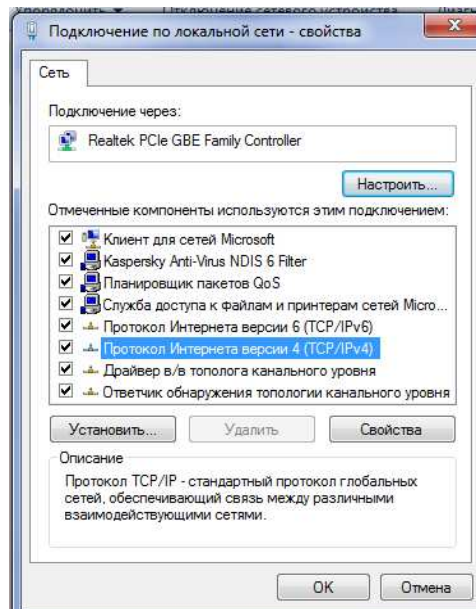 Упорядочить Отключение сетевого устройства
Подключение по локальной сети - свойства
Сеть
Подключение через:
Realtek PCIe GBE Family Controller
Настроить...
Отмеченные компоненты используются этим подключением:
Клиент для сетей Microsoft
Kaspersky Anti-Virus NDIS 6 Filter
Планировщик пакетов QoS
Служба доступа к файлам и принтерам сетей Micro...
Протокол Интернета версии 6 (TCP/IPv6)
Протокол Интернета версии 4 (TCP/IPv4)
Драйвер в/в тополога канального уровня
Ответчик обнаружения топологии канального уровня
Установить... Удалить Свойства
Описание
Протокол TCP/IP - стандартный протокол глобальных
сетей, обеспечивающий связь между различными
взаимодействующими сетями.
OK Отмена